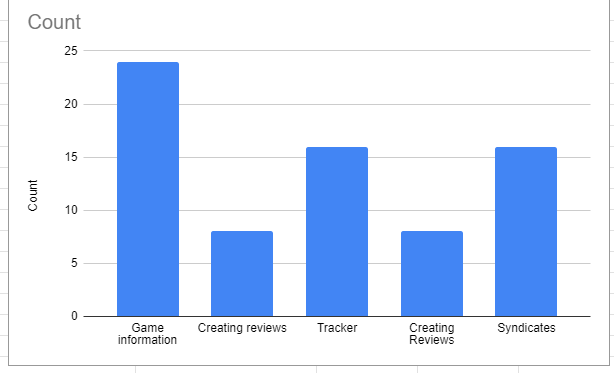 Count
25
20
15
10
5
0
Count
Game
information
Creating reviews
Tracker
Creating
Reviews
Syndicates